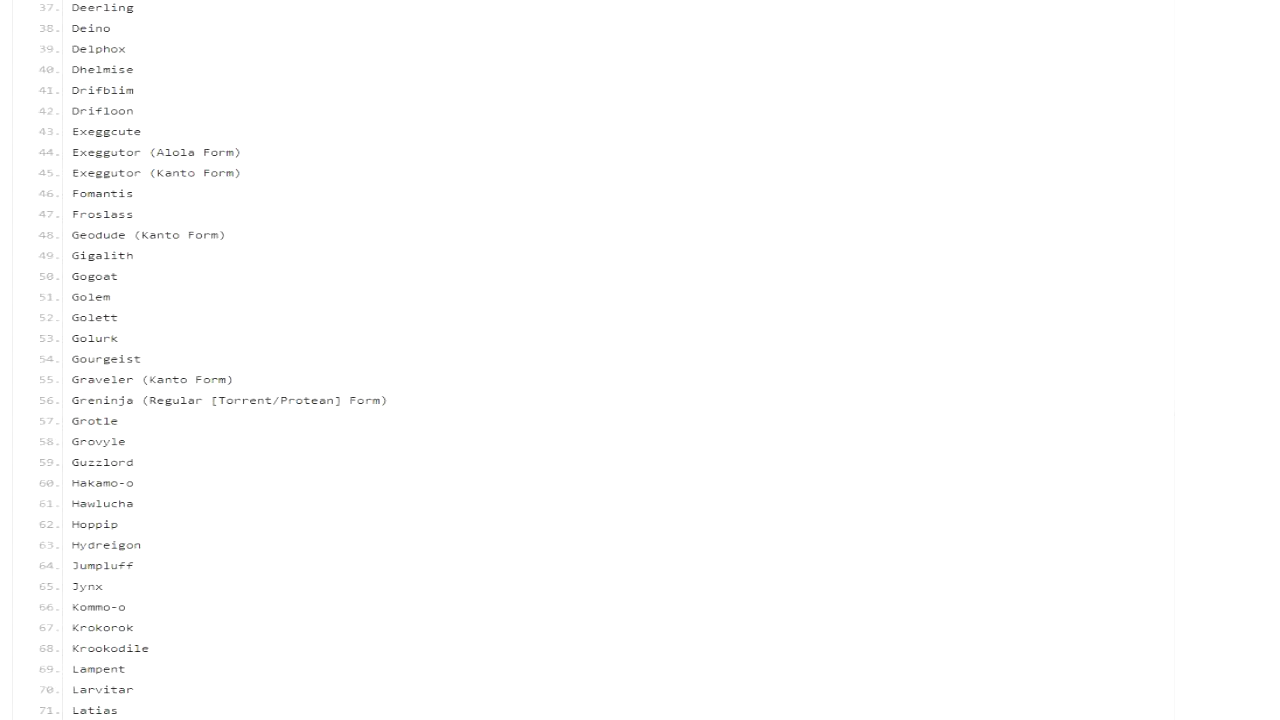 37. Deerling
38. Deino
39. Delphox
40. Dhelmise
41. Drifblim
42. Drifloon
43. Exeggcute
44. Exeggutor (Alola Form)
45. Exeggutor (Kanto Form)
46. Fomantis
47. Froslass
48. Geodude (Kanto Form)
49. Gigalith
50. Gogoat
51. Golem
52. Golett
53. Golurk
54. Gourgeist
55. Graveler (Kanto Form)
56. Greninja (Regular [Torrent/Protean] Form)
57. Grotle
58. Grovyle
59. Guzzlord
60. Hakamo-o
61. Hawlucha
62. Hoppip
63. Hydreigon
64. Jumpluff
65. Jynx
66. Kommo-o
67. Krokorok
68. Krookodile
69. Lampent
70. Larvitar
71. Latias